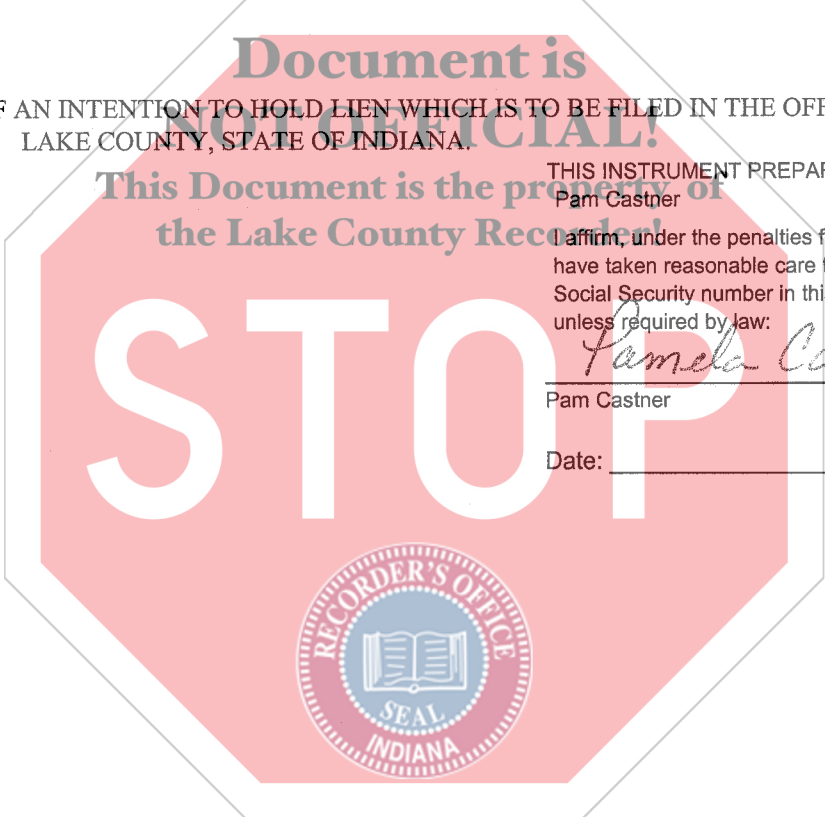 Document is
F AN INTENTION TO HOLD LIEN WHICH IS TO BE FILED IN THE OFF
NOT OFFICIAL!
LAKE COUNTY, STATE OF INDIANA.
THIS INSTRUMENT PREPAR
This Document is the property of
Pam Castner
the Lake County Recorder!
I affirm, under the penalties f
have taken reasonable care t
Social Security number in thi
unless required by law:
Pamela Ca
Pam Castner
Date:
STOP
RECORDER'S OFFICE
SEAL
INDIANA